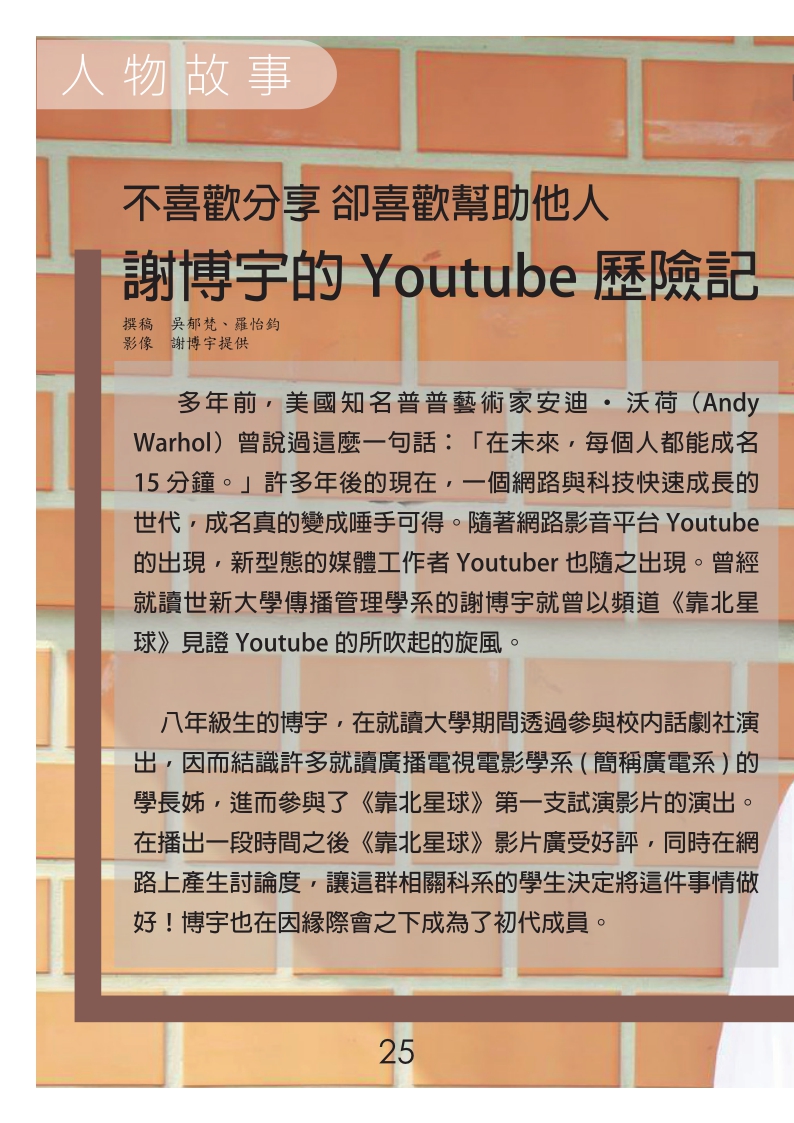 人物故事
不喜歡分享 卻喜歡幫助他人
謝博宇的 Youtube 歷險記
撰稿　吳郁梵、羅怡鈞
影像　謝博宇提供
多年前，美國知名普普藝術家安迪・沃荷（Andy
Warhol）曾說過這麼一句話：「在未來，每個人都能成名
15 分鐘。」許多年後的現在，一個網路與科技快速成長的
世代，成名真的變成唾手可得。隨著網路影音平台 Youtube
的出現，新型態的媒體工作者 Youtuber 也隨之出現。曾經
就讀世新大學傳播管理學系的謝博宇就曾以頻道《靠北星
球》見證 Youtube 的所吹起的旋風。
八年級生的博宇，在就讀大學期間透過參與校內話劇社演
出，因而結識許多就讀廣播電視電影學系 ( 簡稱廣電系 ) 的
學長姊，進而參與了《靠北星球》第一支試演影片的演出。
在播出一段時間之後《靠北星球》影片廣受好評，同時在網
路上產生討論度，讓這群相關科系的學生決定將這件事情做
好！博宇也在因緣際會之下成為了初代成員。
25